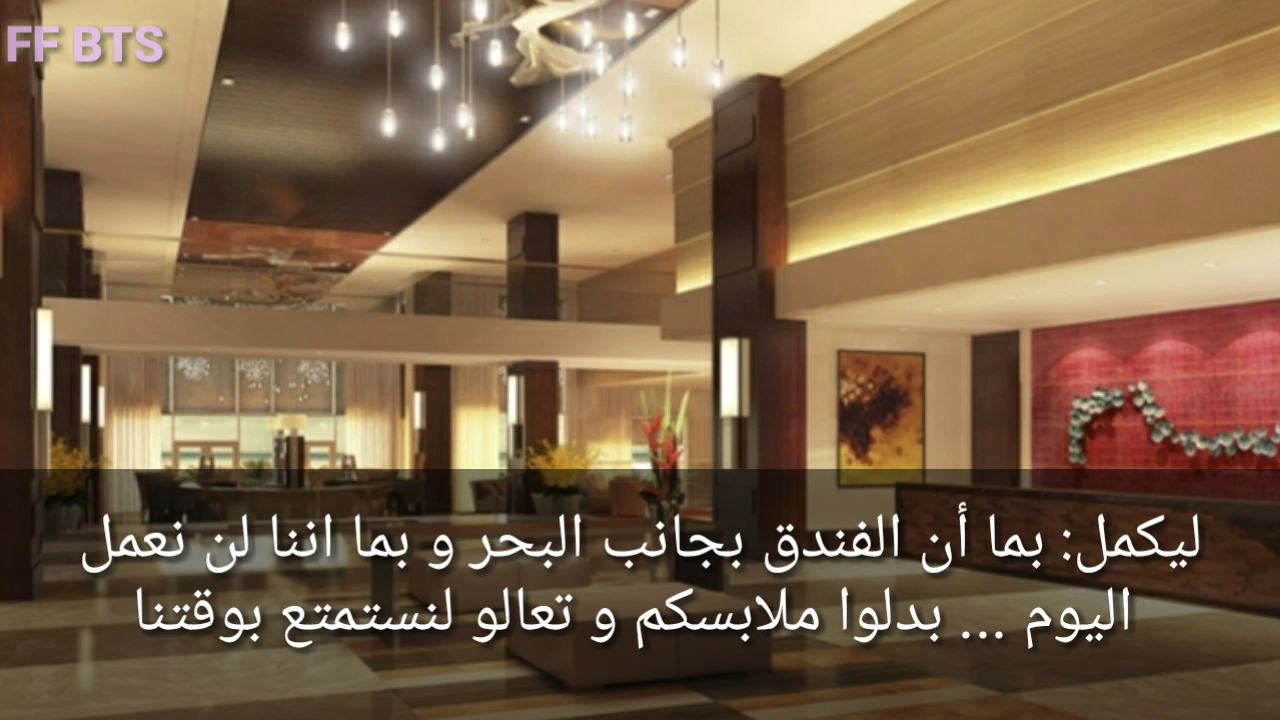 FF BTS
ليكمل: بما أن الفندق بجانب البحر و بما اننا لن نعمل
اليوم ... بدلوا ملابسكم و تعالو لنستمتع بوقتنا